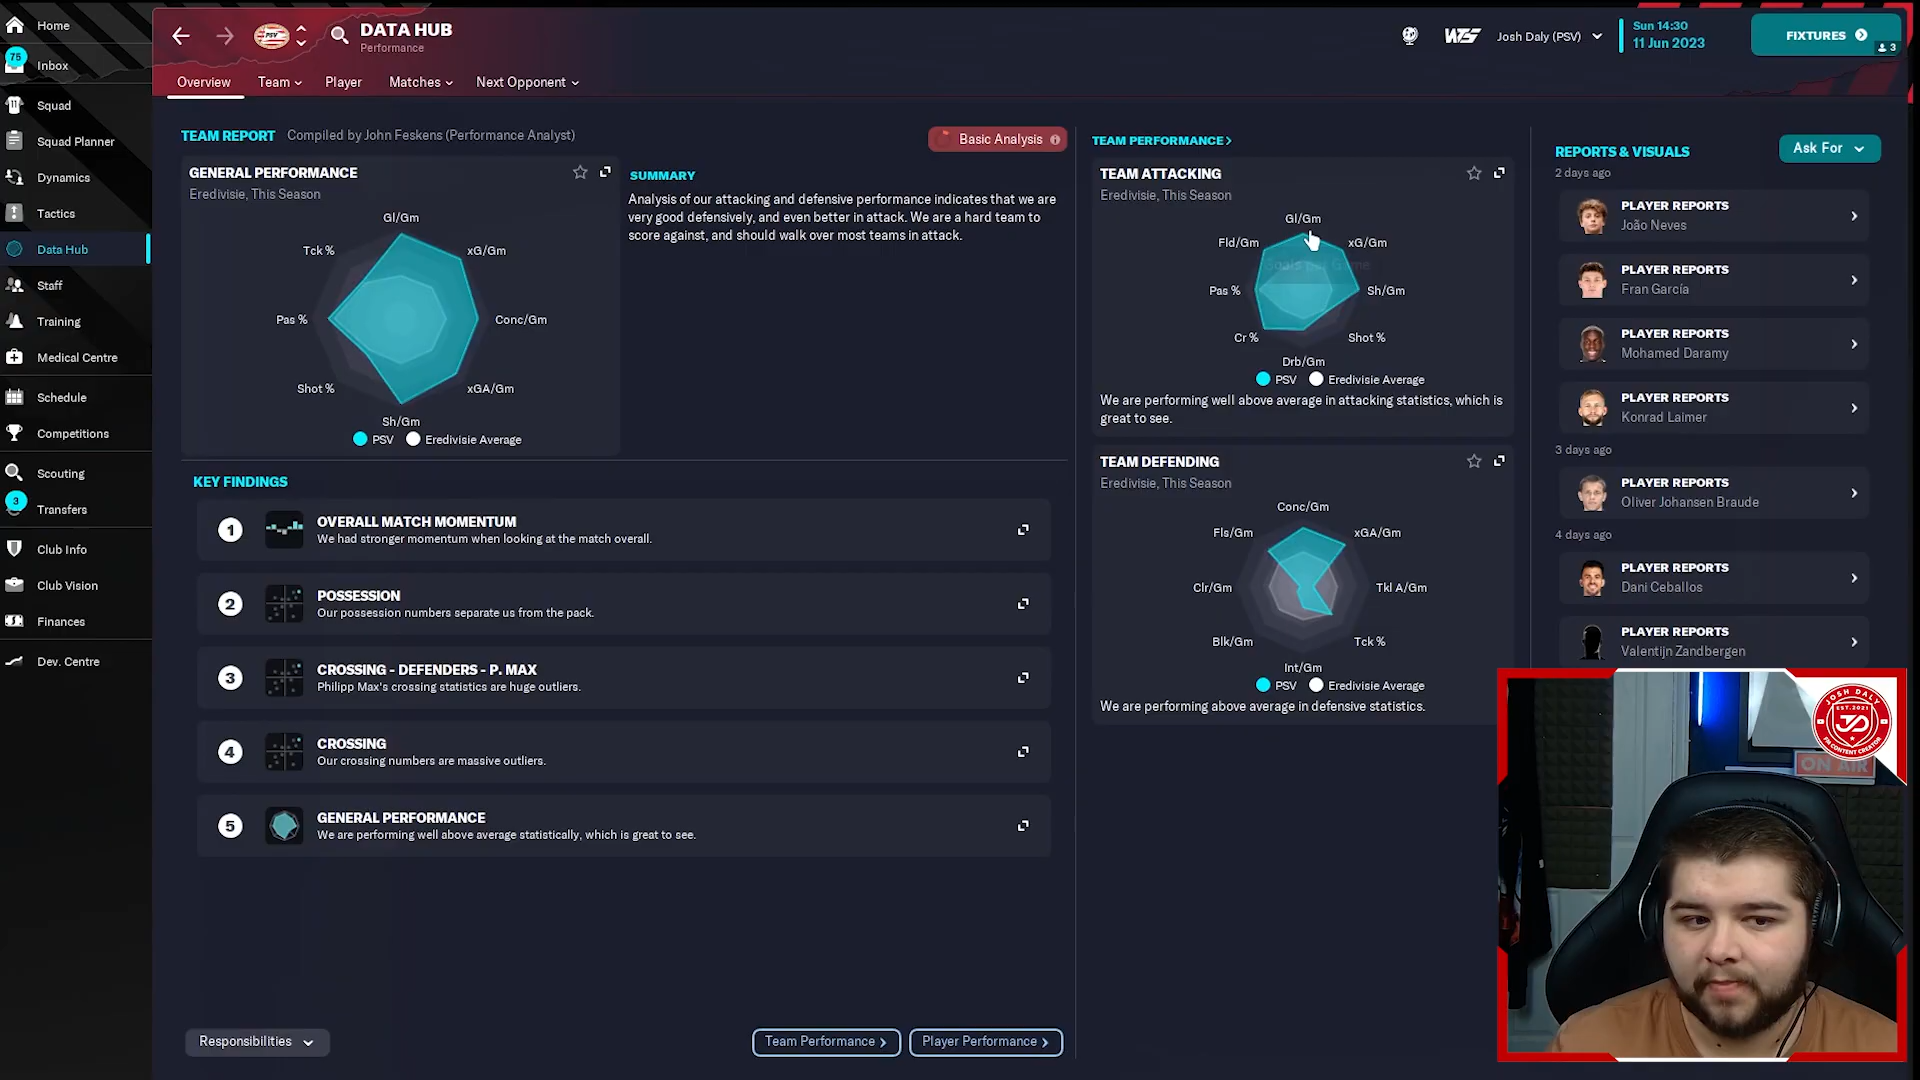 Home
75
Inbox
Squad
Squad Planner
Dynamics
Tactics
Data Hub
Staff
Training
Medical Centre
Schedule
Competitions
Scouting
3
Transfers
Club Info
Club Vision
Finances
Dev. Centre
PSV
DATA HUB
Performance
Josh Daly (PSV)
Sun 14:30
11 Jun 2023
FIXTURES
3
Overview
Team
Player
Matches
Next Opponent
TEAM REPORT Compiled by John Feskens (Performance Analyst)
Basic Analysis
GENERAL PERFORMANCE
Eredivisie, This Season
Gl/Gm
Tck %
xG/Gm
Pas %
Conc/Gm
Shot %
xGA/Gm
Sh/Gm
PSV Eredivisie Average
SUMMARY
Analysis of our attacking and defensive performance indicates that we are
very good defensively, and even better in attack. We are a hard team to
score against, and should walk over most teams in attack.
KEY FINDINGS
1
OVERALL MATCH MOMENTUM
We had stronger momentum when looking at the match overall.
2
POSSESSION
Our possession numbers separate us from the pack.
3
CROSSING - DEFENDERS - P. MAX
Philipp Max's crossing statistics are huge outliers.
4
CROSSING
Our crossing numbers are massive outliers.
5
GENERAL PERFORMANCE
We are performing well above average statistically, which is great to see.
Responsibilities
Team Performance >
Player Performance >
TEAM PERFORMANCE >
TEAM ATTACKING
Eredivisie, This Season
Gl/Gm
Fld/Gm
xG/Gm
Goals per Game
Pas %
Sh/Gm
Cr %
Shot %
Drb/Gm
PSV Eredivisie Average
We are performing well above average in attacking statistics, which is
great to see.
TEAM DEFENDING
Eredivisie, This Season
Conc/Gm
Fls/Gm
xGA/Gm
Clr/Gm
Tkl A/Gm
Blk/Gm
Tck %
Int/Gm
PSV Eredivisie Average
We are performing above average in defensive statistics.
REPORTS & VISUALS
Ask For
2 days ago
PLAYER REPORTS
João Neves
PLAYER REPORTS
Fran García
PLAYER REPORTS
Mohamed Daramy
PLAYER REPORTS
Konrad Laimer
3 days ago
PLAYER REPORTS
Oliver Johansen Braude
4 days ago
PLAYER REPORTS
Dani Ceballos
PLAYER REPORTS
Valentijn Zandbergen
JOSH DALY
EST.2021
JD
FM CONTENT CREATOR
ON AIR